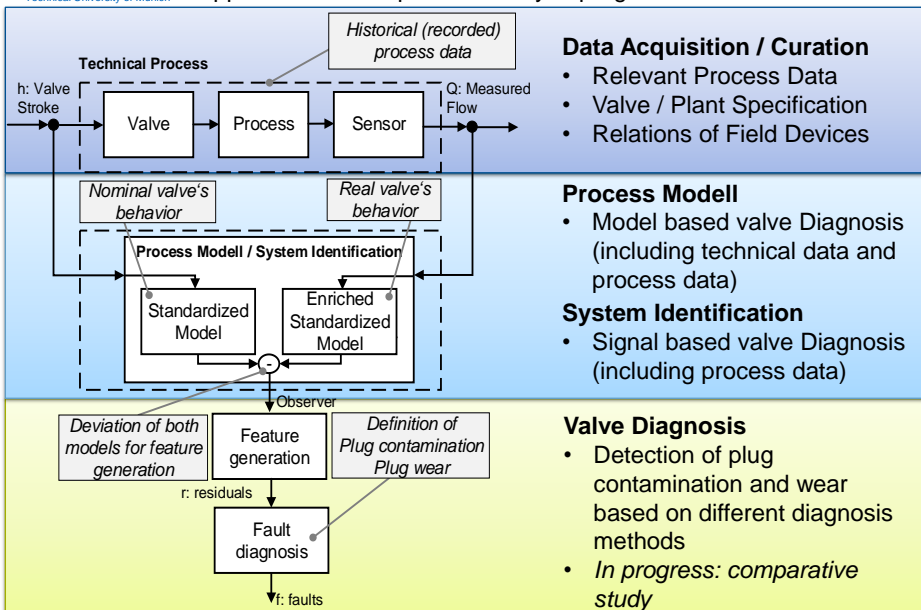 Technical Process
Historical (recorded)
process data
h: Valve
Stroke
Q: Measured
Flow
Valve
Process
Sensor
Data Acquisition / Curation
• Relevant Process Data
• Valve / Plant Specification
• Relations of Field Devices
Nominal valve's
behavior
Real valve's
behavior
Process Modell / System Identification
Standardized
Model
Enriched
Standardized
Model
-
Process Modell
• Model based valve Diagnosis
(including technical data and
process data)
System Identification
• Signal based valve Diagnosis
(including process data)
Observer
Deviation of both
models for feature
generation
Feature
generation
Definition of
Plug contamination
Plug wear
r: residuals
Fault
diagnosis
f: faults
Valve Diagnosis
• Detection of plug
contamination and wear
based on different diagnosis
methods
• In progress: comparative
study